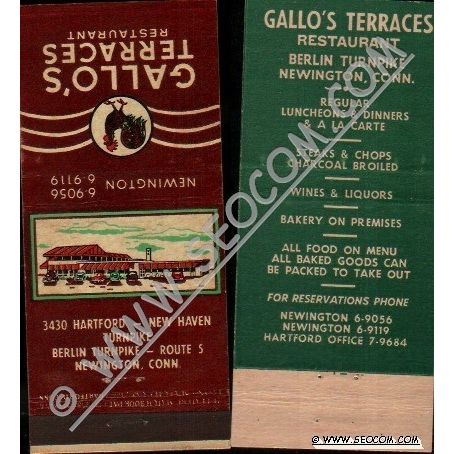 GALLO'S
TERRACES
RESTAURANT
NEWINGTON
6-9056
6-9119
3430 HARTFORD - NEW HAVEN
TURNPIKE
BERLIN TURNPIKE - ROUTE 5
NEWINGTON, CONN.
GALLO'S TERRACES
RESTAURANT
BERLIN TURNPIKE
NEWINGTON, CONN.
REGULAR
LUNCHEONS & DINNERS
& A LA CARTE
STEAKS & CHOPS
CHARCOAL BROILED
WINES & LIQUORS
BAKERY ON PREMISES
ALL FOOD ON MENU
ALL BAKED GOODS CAN
BE PACKED TO TAKE OUT
FOR RESERVATIONS PHONE
NEWINGTON 6-9056
NEWINGTON 6-9119
HARTFORD OFFICE 7-9684
© WWW.SEOCOM.COM
© WWW.SEOCOM.COM
© WWW.SEOCOM.COM